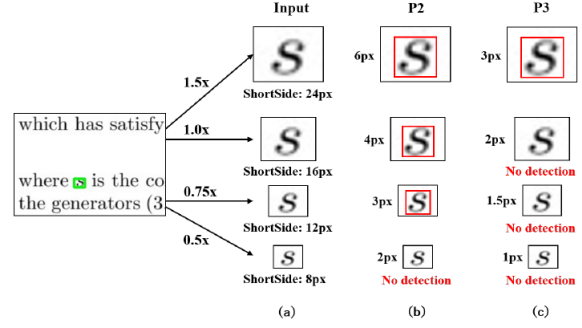 Input P2 P3
1.5x
s
6px
s
3px
s
ShortSide: 24px
which has satisfy
1.0x
s
4px
s
2px
s
ShortSide: 16px
No detection
where s is the co
the generators (3
0.75x
s
3px
s
1.5px
s
ShortSide: 12px
No detection
0.5x
s
2px
s
1px
s
ShortSide: 8px
No detection
No detection
(a) (b) (c)